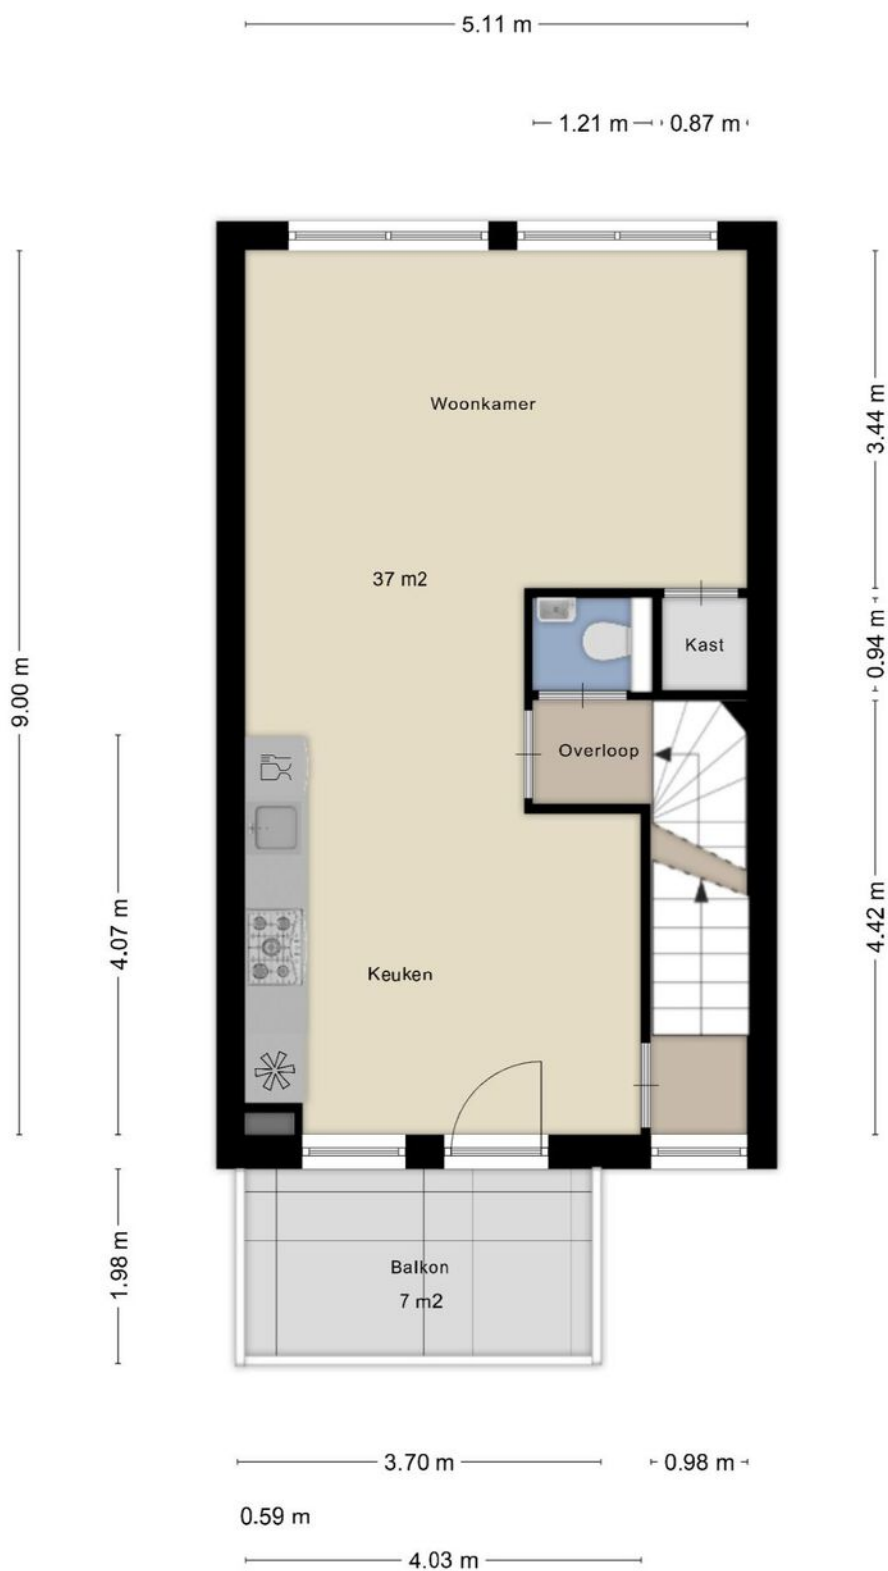 5.11 m
1.21 m
0.87 m
Woonkamer
3.44 m
37 m2
0.94 m
Kast
9.00 m
Overloop
4.07 m
4.42 m
Keuken
1.98 m
Balkon
7 m2
3.70 m
0.98 m
0.59 m
4.03 m